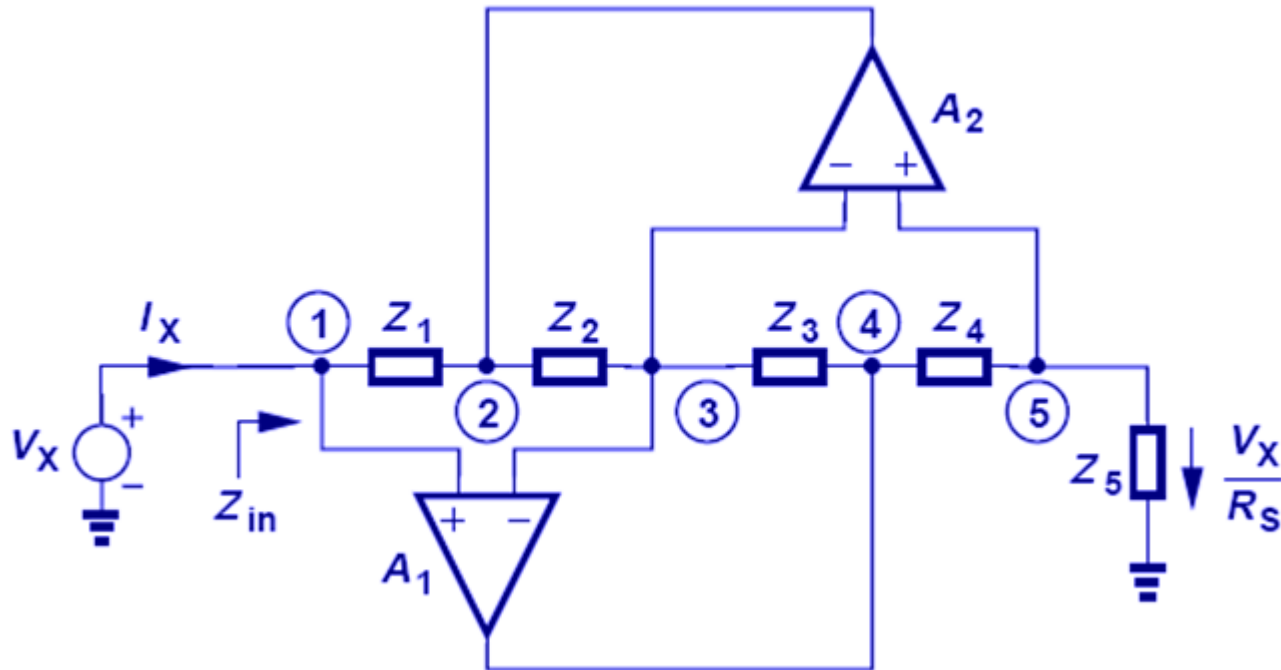 A2
− +
IX
1
Z1
Z2
Z3
4
Z4
2
3
5
VX
+
−
Zin
+ −
A1
Z5
VX
RS